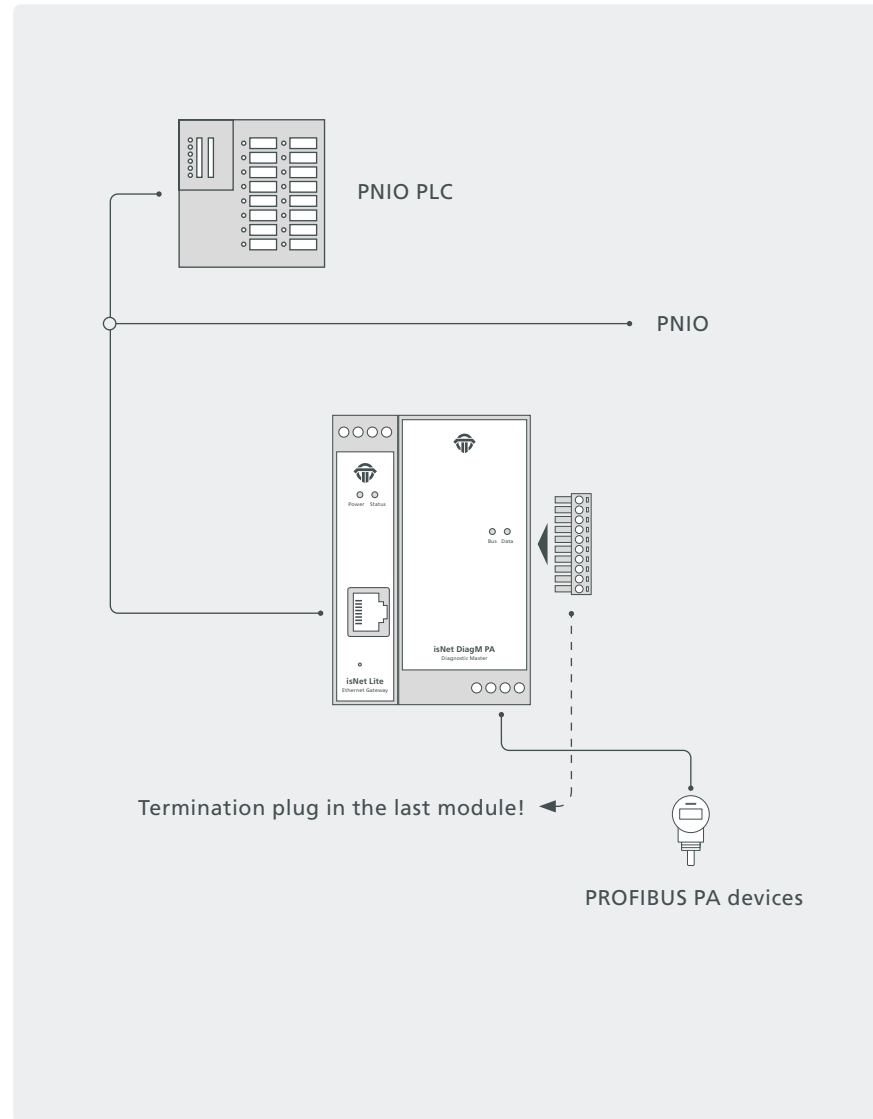 PNIO PLC
PNIO
Power Status
Bus Data
isNet DiagM PA
Diagnostic Master
isNet Lite
Ethernet Gateway
Termination plug in the last module!
PROFIBUS PA devices